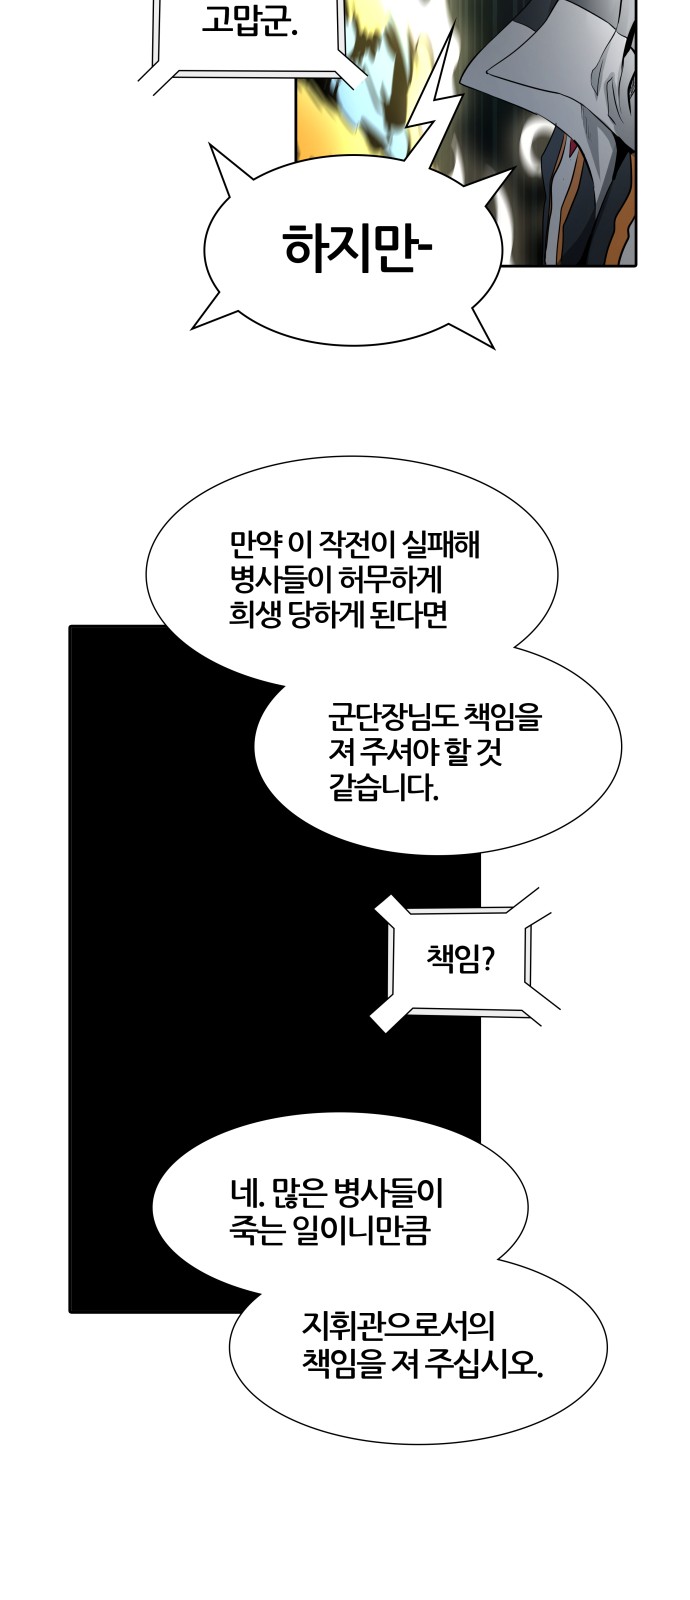 고맙군.
하지만-
만약 이 작전이 실패해
병사들이 허무하게
희생 당하게 된다면
군단장님도 책임을
져 주셔야 할 것
같습니다.
책임?
네. 많은 병사들이
죽는 일이니만큼
지휘관으로서의
책임을 져 주십시오.